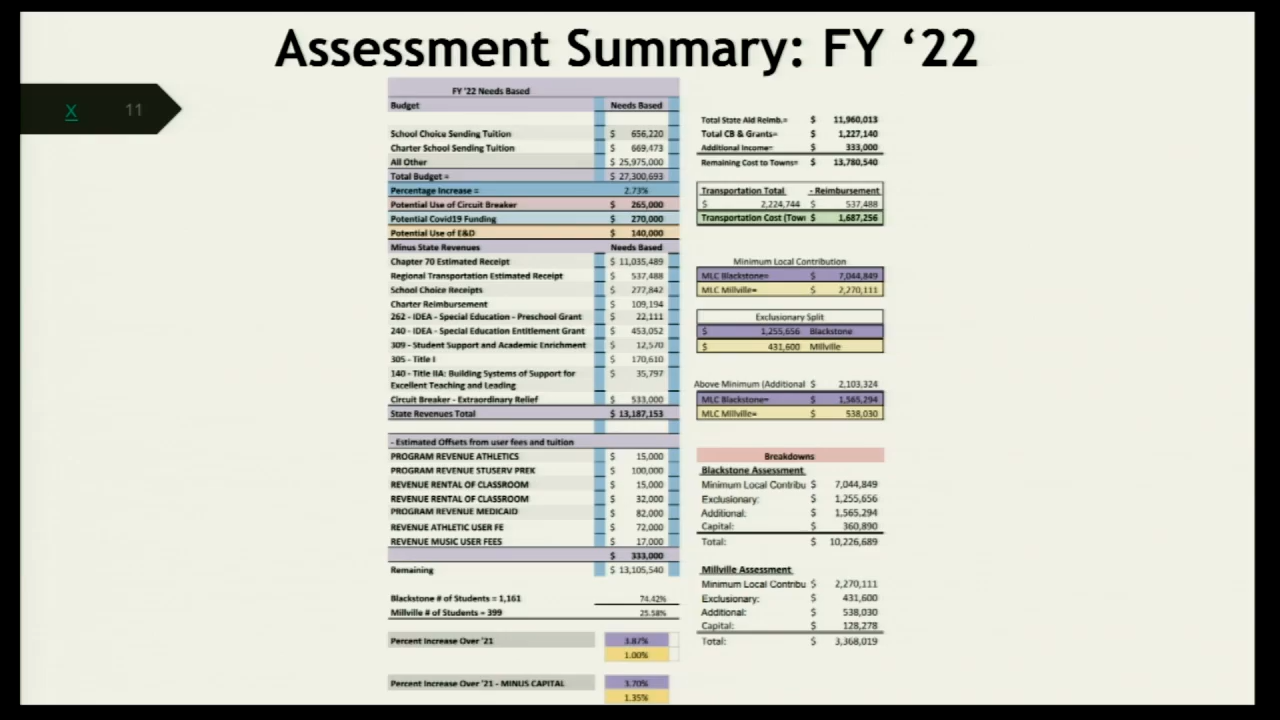 Assessment Summary: FY ‘22
X 11
FY '22 Needs Based
Budget Needs Based
School Choice Sending Tuition $ 656,220
Charter School Sending Tuition $ 669,473
All Other $ 25,975,000
Total Budget = $ 27,300,693
Percentage Increase = 2.73%
Potential Use of Circuit Breaker $ 265,000
Potential Covid19 Funding $ 270,000
Potential Use of E&D $ 140,000
Minus State Revenues Needs Based
Chapter 70 Estimated Receipt $ 11,035,489
Regional Transportation Estimated Receipt $ 537,488
School Choice Receipts $ 277,842
Charter Reimbursement $ 109,194
262 - IDEA - Special Education - Preschool Grant $ 22,111
240 - IDEA - Special Education Entitlement Grant $ 453,052
309 - Student Support and Academic Enrichment $ 12,570
305 - Title I $ 170,610
140 - Title IIA: Building Systems of Support for $ 35,797
Excellent Teaching and Leading
Circuit Breaker - Extraordinary Relief $ 533,000
State Revenues Total $ 13,187,153
- Estimated Offsets from user fees and tuition
PROGRAM REVENUE ATHLETICS $ 15,000
PROGRAM REVENUE STUSERV PREK $ 100,000
REVENUE RENTAL OF CLASSROOM $ 15,000
REVENUE RENTAL OF CLASSROOM $ 32,000
PROGRAM REVENUE MEDICAID $ 82,000
REVENUE ATHLETIC USER FE $ 72,000
REVENUE MUSIC USER FEES $ 17,000
$ 333,000
Remaining $ 13,105,540
Blackstone # of Students = 1,161 74.42%
Millville # of Students = 399 25.58%
Percent Increase Over '21 3.87%
1.00%
Percent Increase Over '21 - MINUS CAPITAL 3.70%
1.35%
Total State Aid Reimb.= $ 11,960,013
Total CB & Grants= $ 1,227,140
Additional Income= $ 333,000
Remaining Cost to Towns= $ 13,780,540
Transportation Total - Reimbursement
$ 2,224,744 $ 537,488
Transportation Cost (Tow $ 1,687,256
Minimum Local Contribution
MLC Blackstone= $ 7,044,849
MLC Millville= $ 2,270,111
Exclusionary Split
$ 1,255,656 Blackstone
$ 431,600 Millville
Above Minimum (Additional $ 2,103,324
MLC Blackstone= $ 1,565,294
MLC Millville= $ 538,030
Breakdowns
Blackstone Assessment
Minimum Local Contribu $ 7,044,849
Exclusionary: $ 1,255,656
Additional: $ 1,565,294
Capital: $ 360,890
Total: $ 10,226,689
Millville Assessment
Minimum Local Contribu $ 2,270,111
Exclusionary: $ 431,600
Additional: $ 538,030
Capital: $ 128,278
Total: $ 3,368,019